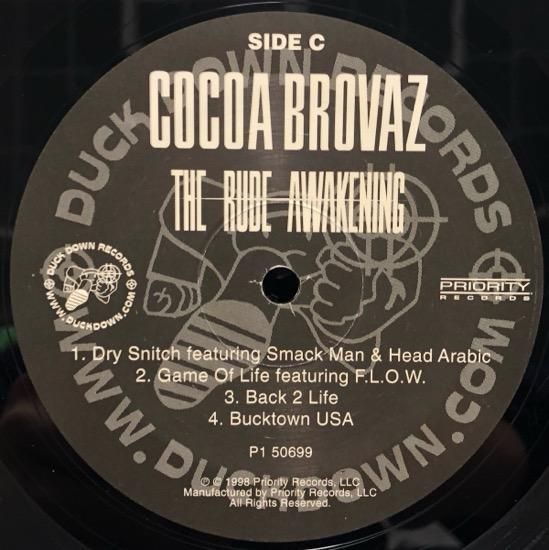 SIDE C
COCOA BROVAZ
THE RUDE AWAKENING
DUCK DOWN RECORDS
WWW.DUCKDOWN.COM
DUCK DOWN RECORDS
WWW.DUCKDOWN.COM
PRIORITY
RECORDS
1. Dry Snitch featuring Smack Man & Head Arabic
2. Game Of Life featuring F.L.O.W.
3. Back 2 Life
4. Bucktown USA
P1 50699
℗ © 1998 Priority Records, LLC
Manufactured by Priority Records, LLC
All Rights Reserved.